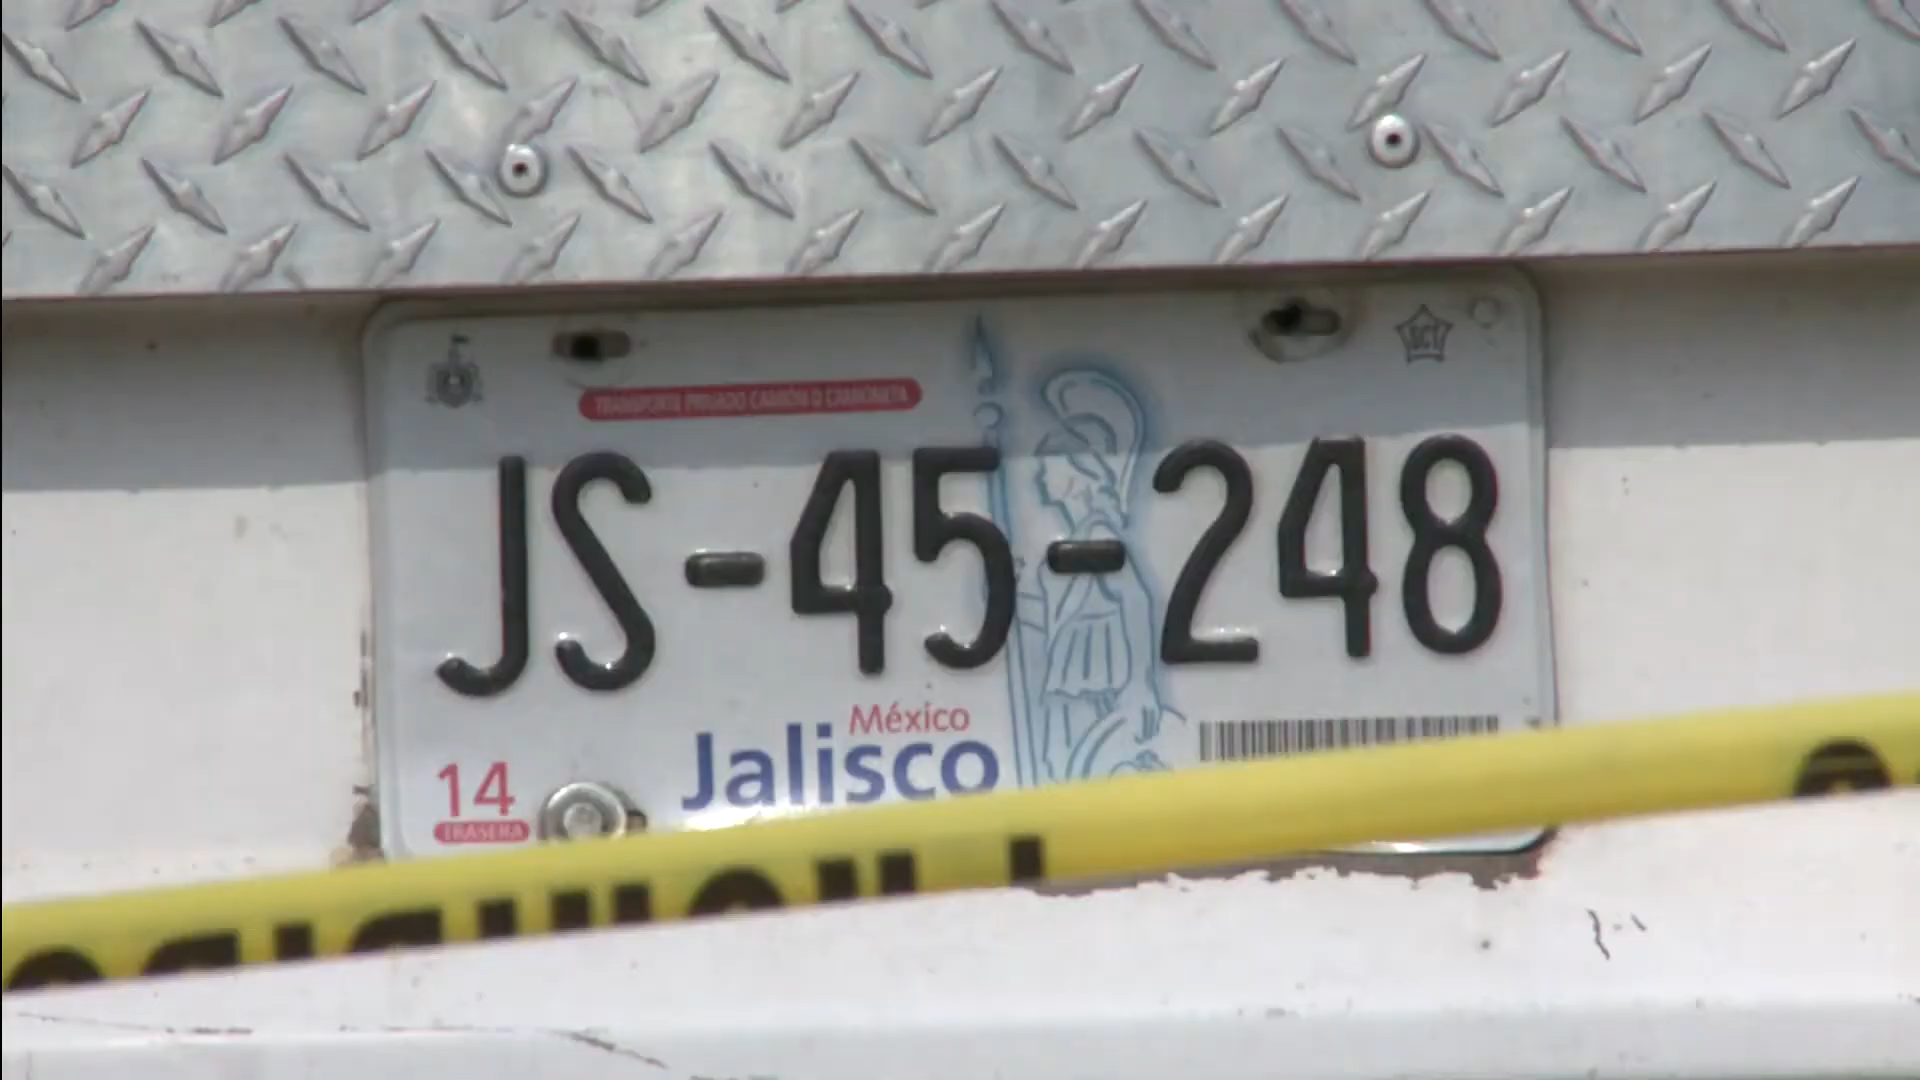 TRANSPORTE PRIVADO CAMIÓN O CAMIONETA
JS-45-248
México
Jalisco
14
TRASERA